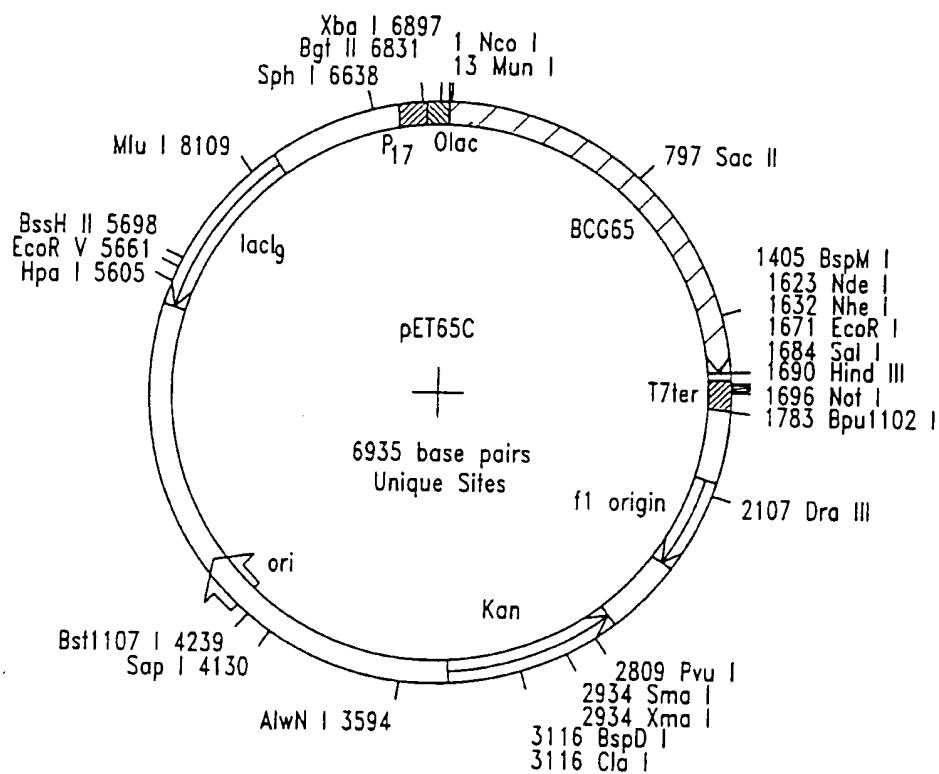 Xba I 6897
Bgt II 6831
Sph I 6638
1 Nco I
13 Mun I
P17
Olac
Mlu I 8109
797 Sac II
BssH II 5698
EcoR V 5661
Hpa I 5605
lacIg
BCG65
1405 BspM I
1623 Nde I
1632 Nhe I
1671 EcoR I
1684 Sal I
1690 Hind III
1696 Not I
1783 Bpu1102 I
pET65C
T7ter
6935 base pairs
Unique Sites
f1 origin
2107 Dra III
ori
Kan
Bst1107 I 4239
Sap I 4130
AlwN I 3594
2809 Pvu I
2934 Sma I
2934 Xma I
3116 BspD I
3116 Cla I